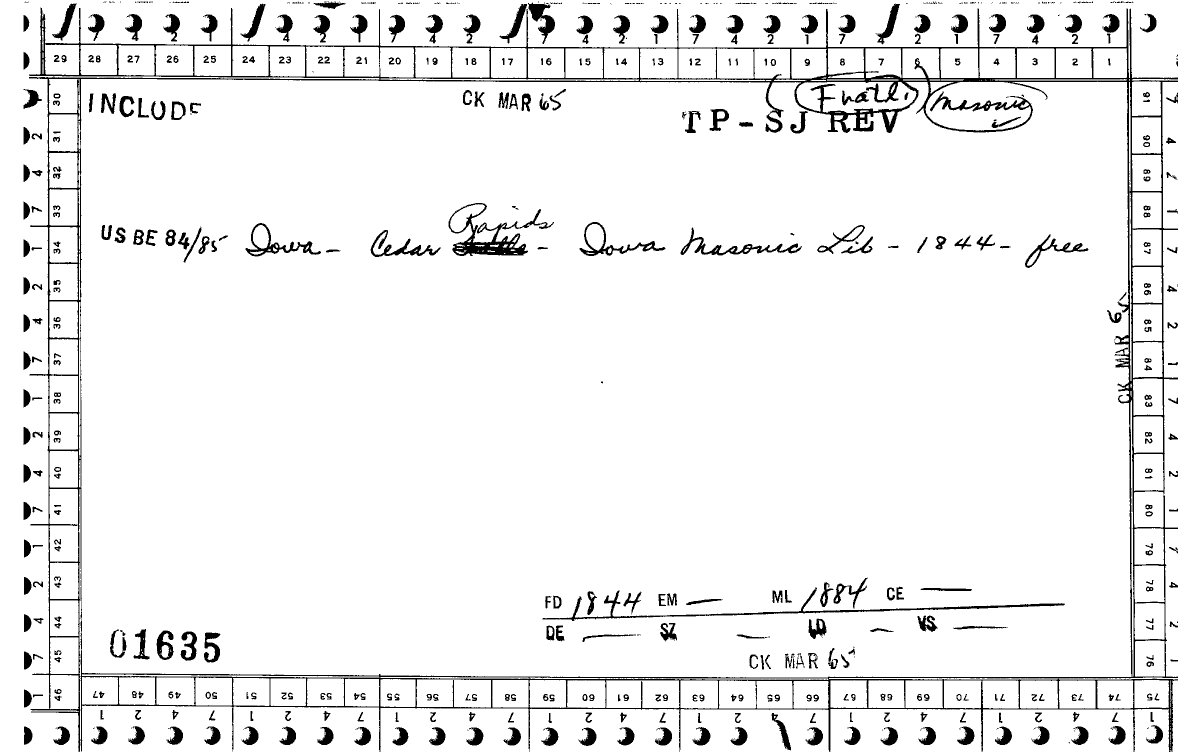 7 4 2 1 7 4 2 1 7 4 2 1 7 4 2 1 7 4 2 1 7 4 2 1 7 4 2 1
29 28 27 26 25 24 23 22 21 20 19 18 17 16 15 14 13 12 11 10 9 8 7 6 5 4 3 2 1
INCLUDE CK MAR 65 (Frat'l.) Masonic ✓
TP-SJ REV
Rapids
US BE 84/85 Iowa - Cedar - Iowa Masonic Lib - 1844 - free
CK MAR 65
FD 1844 EM — ML 1884 CE —
DE — SZ — LD — VS —
01635
CK MAR 65
30 31 32 33 34 35 36 37 38 39 40 41 42 43 44 45 46
91 90 89 88 87 86 85 84 83 82 81 80 79 78 77 76
47 48 49 50 51 52 53 54 55 56 57 58 59 60 61 62 63 64 65 66 67 68 69 70 71 72 73 74 75
1 2 4 7 1 2 4 7 1 2 4 7 1 2 4 7 1 2 4 7 1 2 4 7 1 2 4 7 1